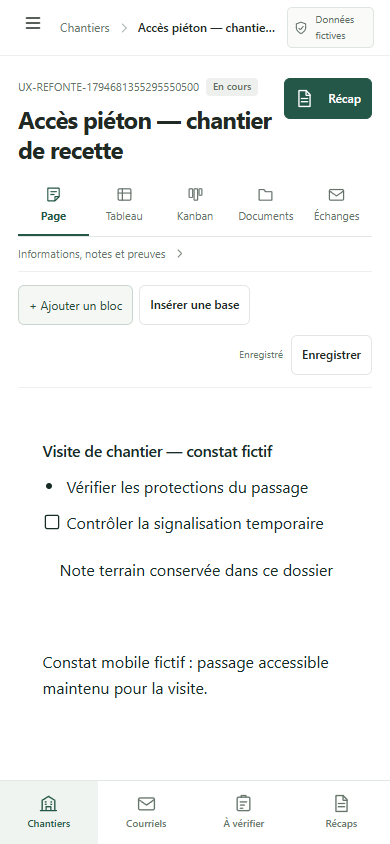 Chantiers > Accès piéton — chantie...
Données
fictives
UX-REFONTE-1794681355295550500 En cours
Récap
Accès piéton — chantier
de recette
Page Tableau Kanban Documents Échanges
Informations, notes et preuves >
+ Ajouter un bloc Insérer une base
Enregistré Enregistrer
Visite de chantier — constat fictif
• Vérifier les protections du passage
Contrôler la signalisation temporaire
Note terrain conservée dans ce dossier
Constat mobile fictif : passage accessible
maintenu pour la visite.
Chantiers Courriels À vérifier Récaps